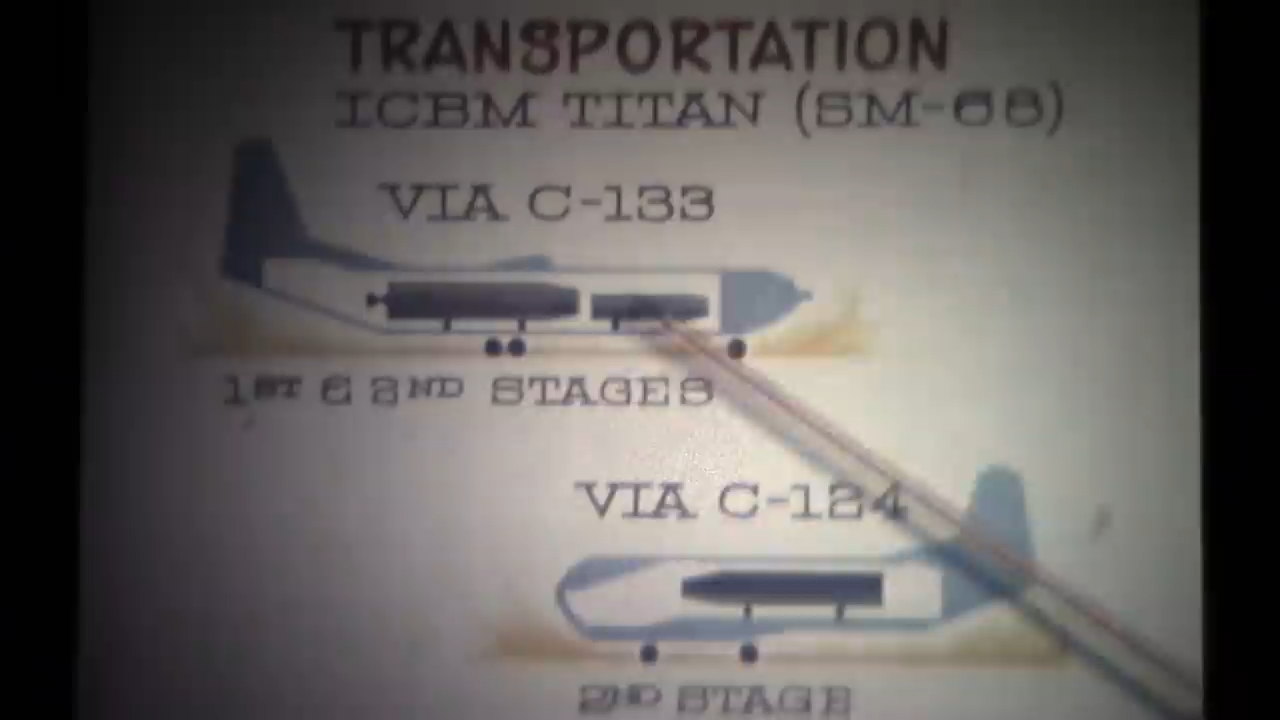 TRANSPORTATION
ICBM TITAN (SM-68)
VIA C-133
1ST & 2ND STAGES
VIA C-124
2ND STAGE